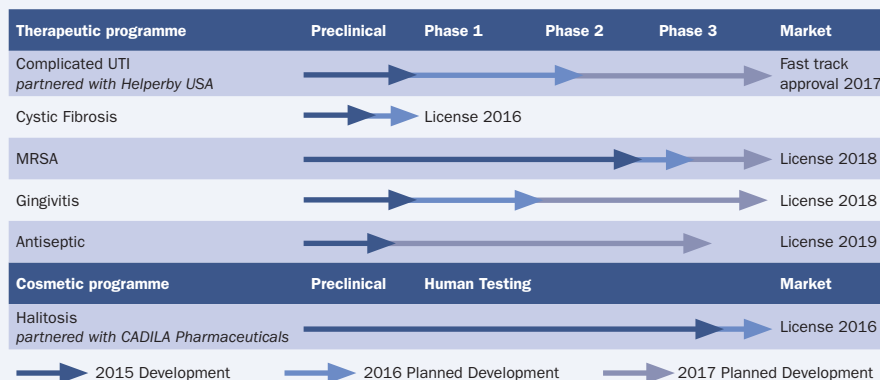 Therapeutic programme Preclinical Phase 1 Phase 2 Phase 3 Market
Complicated UTI
partnered with Helperby USA
Fast track
approval 2017
Cystic Fibrosis License 2016
MRSA License 2018
Gingivitis License 2018
Antiseptic License 2019
Cosmetic programme Preclinical Human Testing Market
Halitosis
partnered with CADILA Pharmaceuticals
License 2016
2015 Development 2016 Planned Development 2017 Planned Development